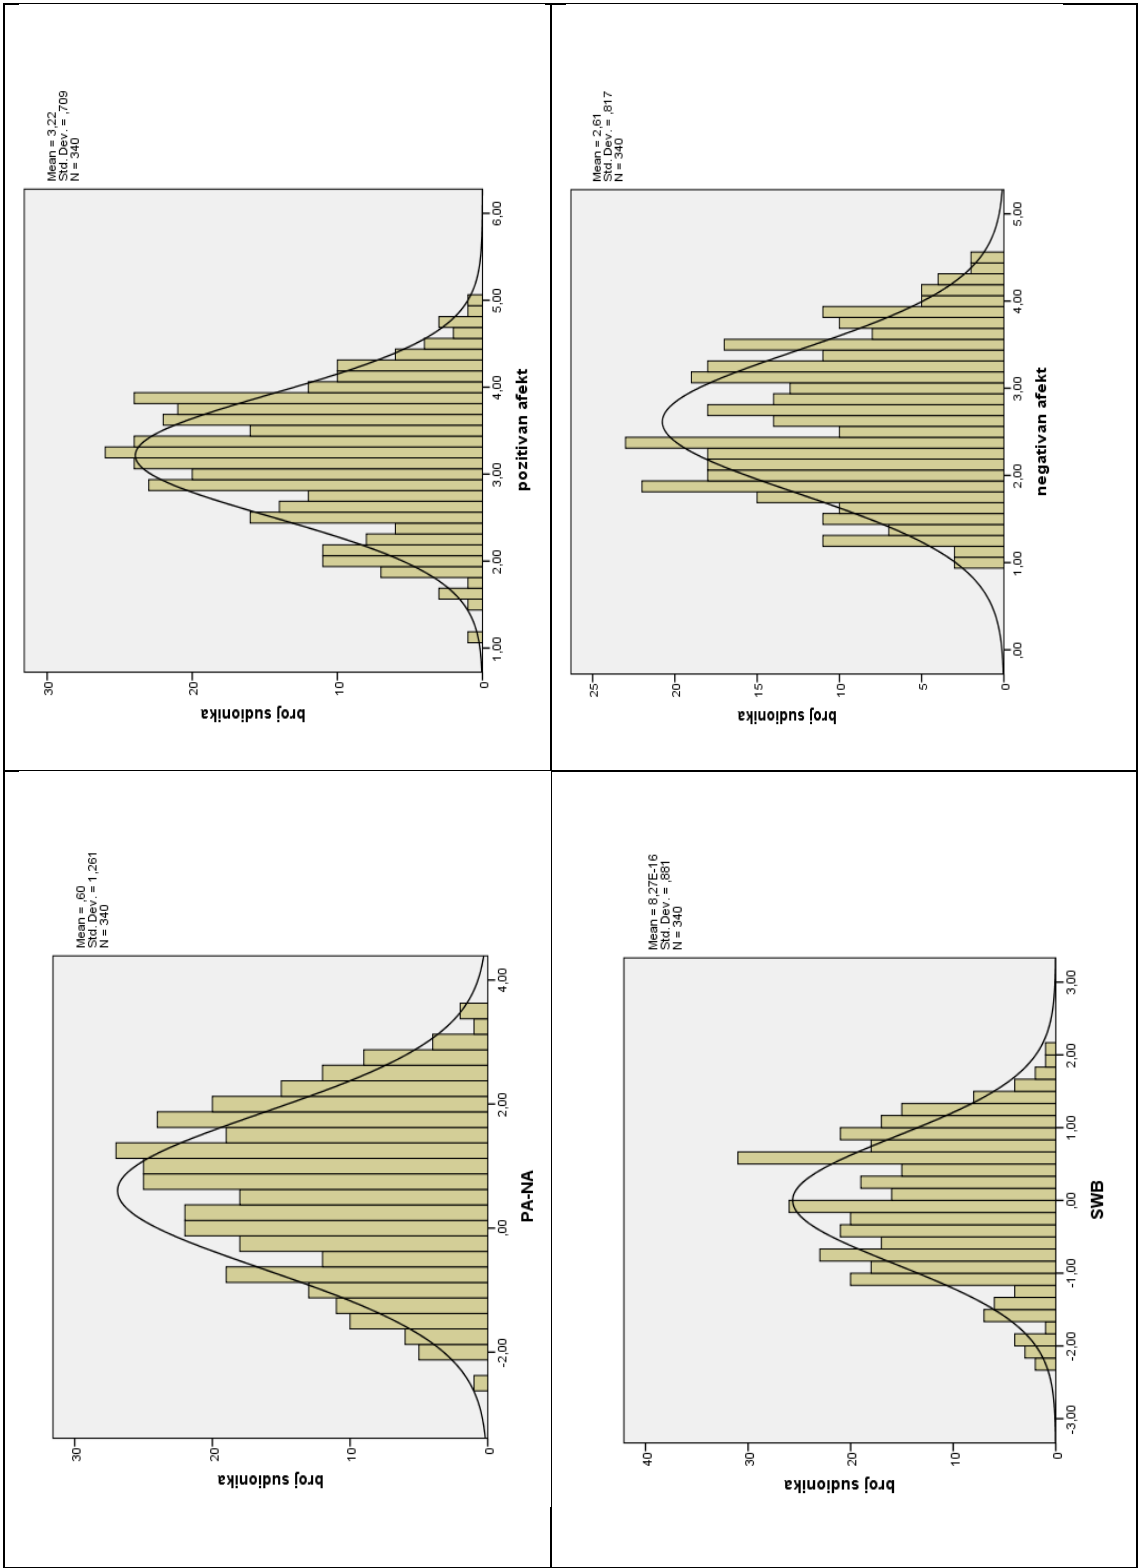 Mean = ,60
Std. Dev. = 1,261
N = 340
30
20
10
0
broj sudionika
-2,00 ,00 2,00 4,00
PA-NA
Mean = 3,22
Std. Dev. = ,709
N = 340
30
20
10
0
broj sudionika
1,00 2,00 3,00 4,00 5,00 6,00
pozitivan afekt
Mean = 8,27E-16
Std. Dev. = ,881
N = 340
40
30
20
10
0
broj sudionika
-3,00 -2,00 -1,00 ,00 1,00 2,00 3,00
SWB
Mean = 2,61
Std. Dev. = ,817
N = 340
25
20
15
10
5
0
broj sudionika
,00 1,00 2,00 3,00 4,00 5,00
negativan afekt